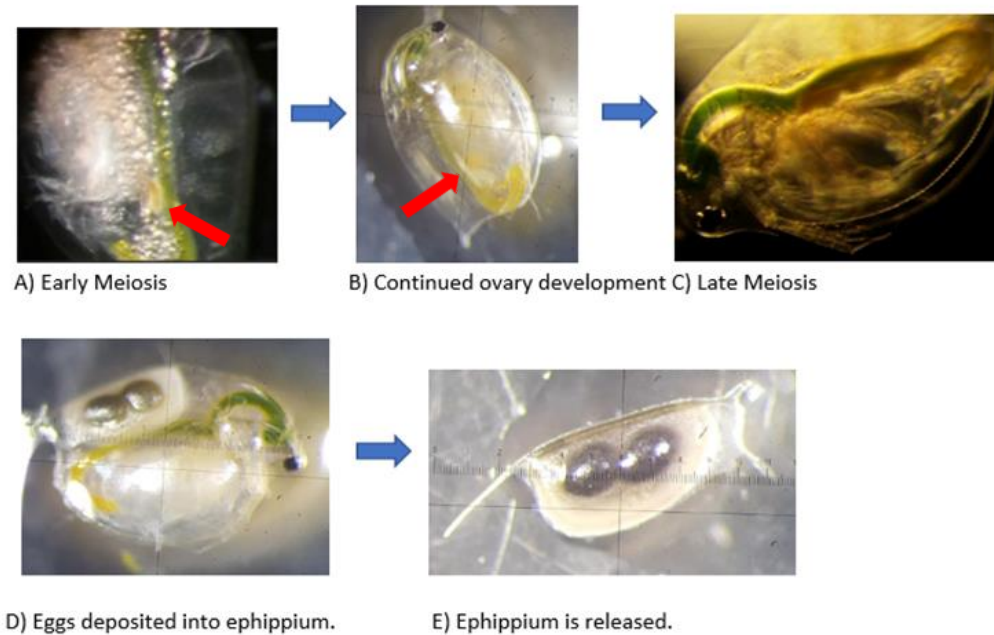 A) Early Meiosis
B) Continued ovary development C) Late Meiosis
D) Eggs deposited into ephippium.
E) Ephippium is released.